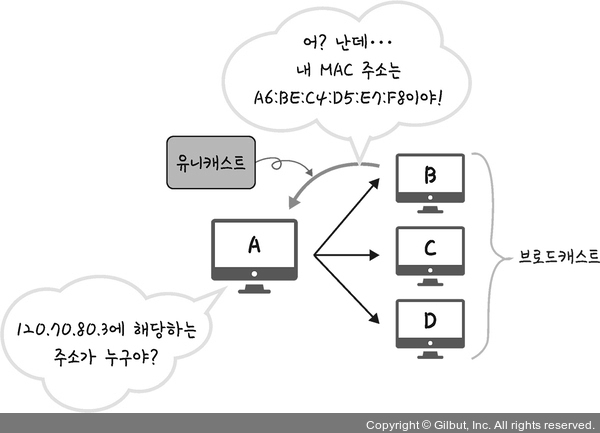 어? 난데···
내 MAC 주소는
A6:BE:C4:D5:E7:F8이야!
유니캐스트
B
A
C
브로드캐스트
D
120.70.80.3에 해당하는
주소가 누구야?
Copyright © Gilbut, Inc. All rights reserved.